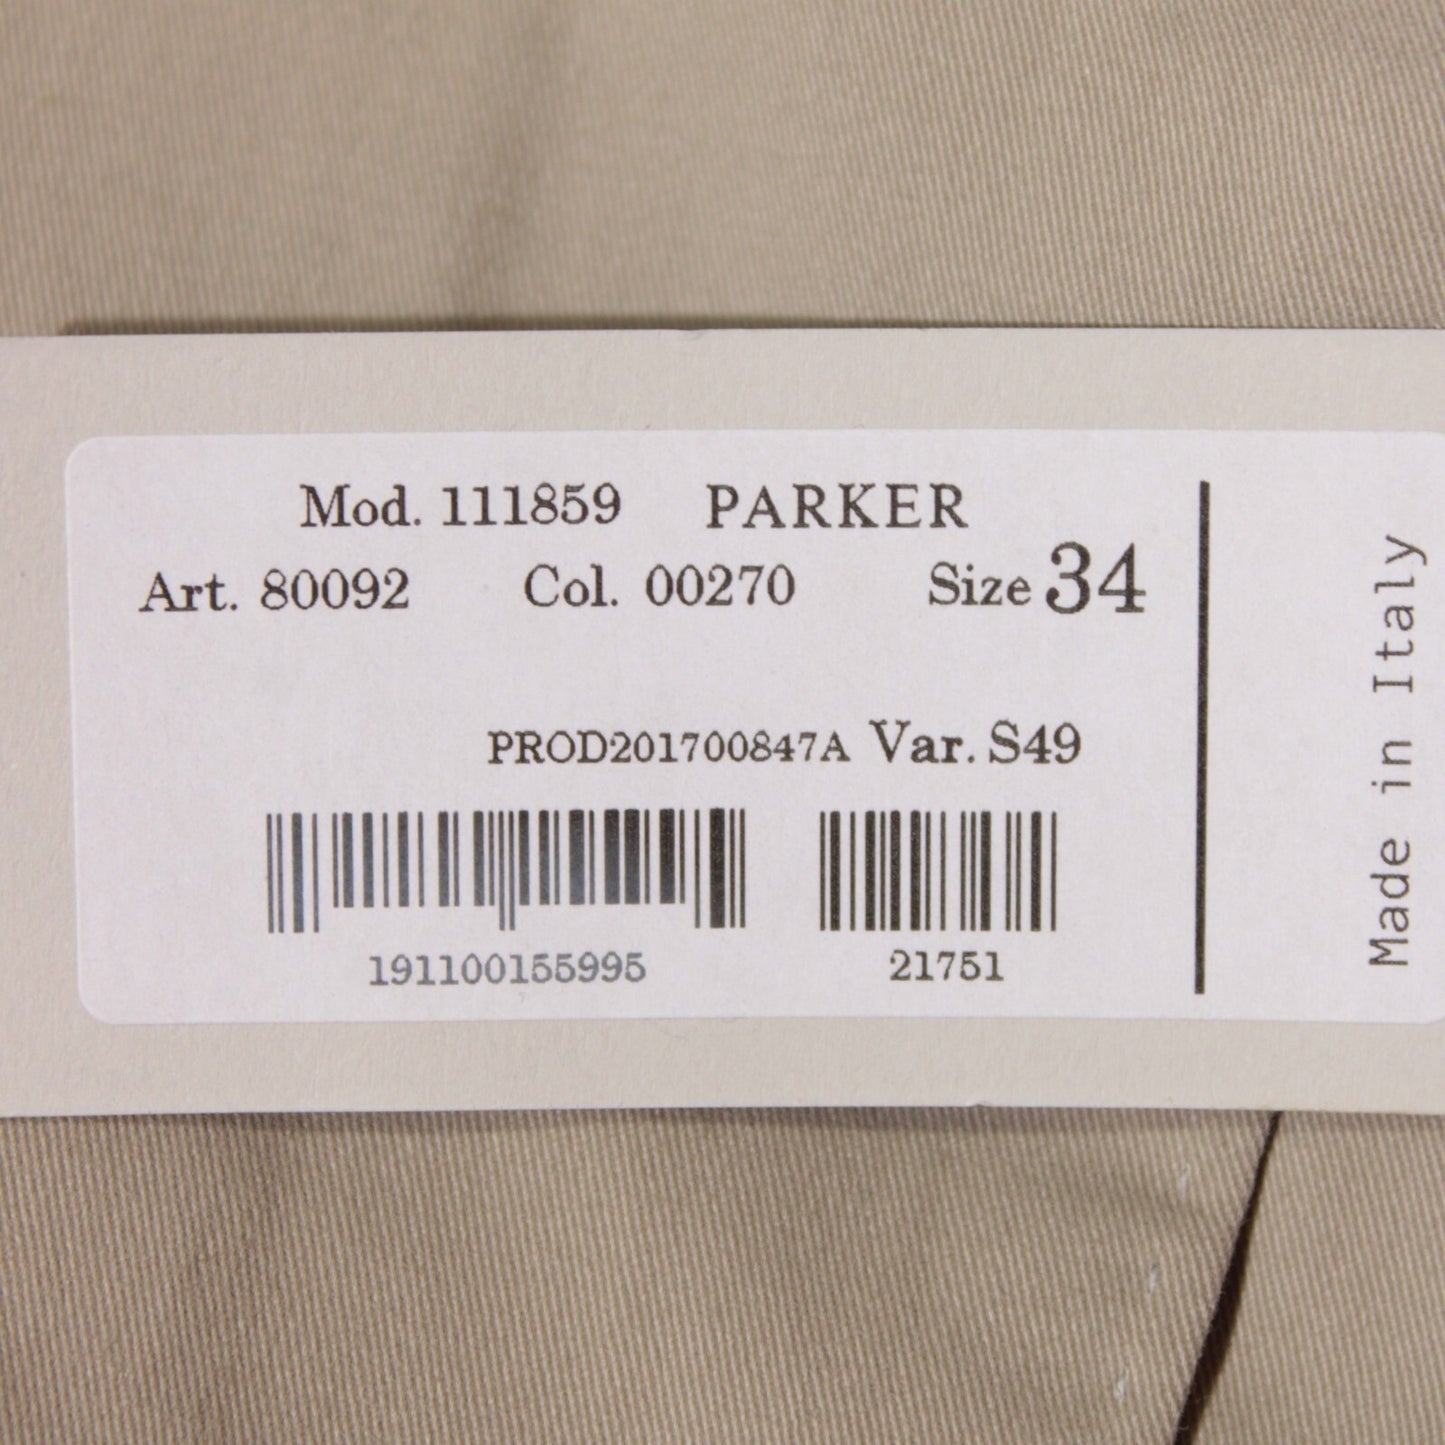 Mod. 111859 PARKER
Art. 80092 Col. 00270 Size 34
PROD201700847A Var. S49
191100155995 21751
Made in Italy